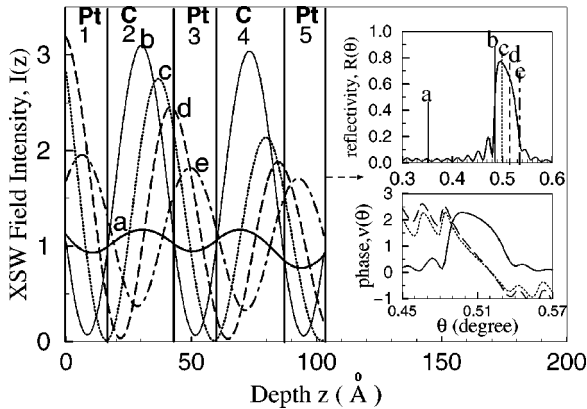 Pt C Pt C Pt
1 2 3 4 5
XSW Field Intensity, I(z)
3
2
1
0
a
b
c
d
e
0 50 100 150 200
Depth z ( Å )
reflectivity, R(θ)
1.0
0.8
0.6
0.4
0.2
0.0
a
b
c
d
e
0.3 0.4 0.5 0.6
phase,ν(θ)
3
2
1
0
−1
0.45 0.51 0.57
θ (degree)